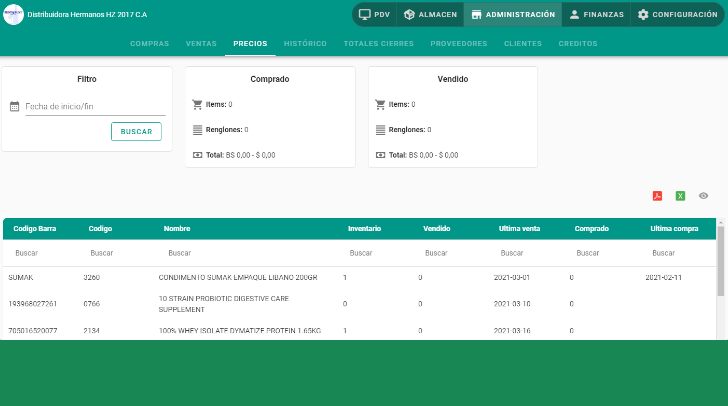 Distribuidora Hermanos HZ 2017 C.A
PDV ALMACEN ADMINISTRACIÓN FINANZAS CONFIGURACIÓN
COMPRAS VENTAS PRECIOS HISTÓRICO TOTALES CIERRES PROVEEDORES CLIENTES CREDITOS
Filtro
Fecha de inicio/fin
BUSCAR
Comprado
Items: 0
Renglones: 0
Total: BS 0,00 - $ 0,00
Vendido
Items: 0
Renglones: 0
Total: BS 0,00 - $ 0,00
Codigo Barra Codigo Nombre Inventario Vendido Ultima venta Comprado Ultima compra
Buscar Buscar Buscar Buscar Buscar Buscar Buscar Buscar
SUMAK 3260 CONDIMENTO SUMAK EMPAQUE LIBANO 200GR 1 0 2021-03-01 0 2021-02-11
193968027261 0766 10 STRAIN PROBIOTIC DIGESTIVE CARE SUPPLEMENT 0 0 2021-03-10 0
705016520077 2134 100% WHEY ISOLATE DYMATIZE PROTEIN 1.65KG 1 0 2021-03-16 0